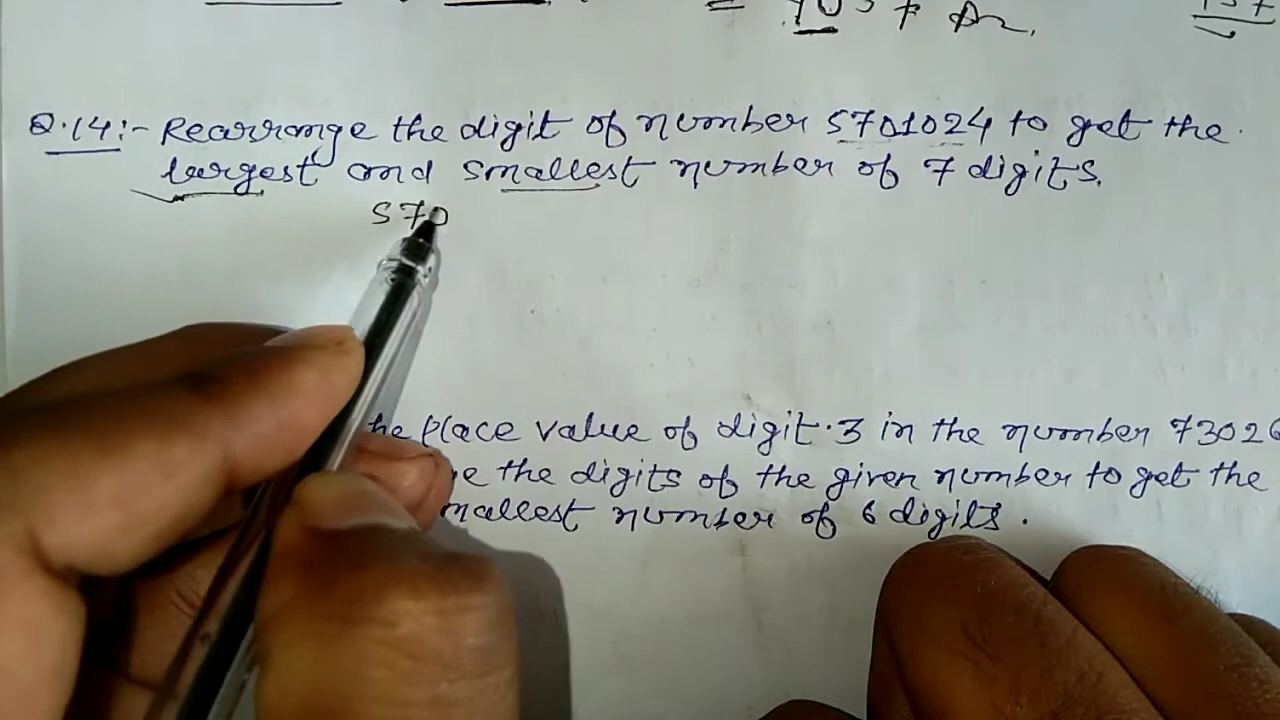 Q.14:- Rearrange the digit of number 5701024 to get the
largest and smallest number of 7 digits.
570
he place value of digit 3 in the number 7302
the digits of the given number to get the
mallest number of 6 digits.